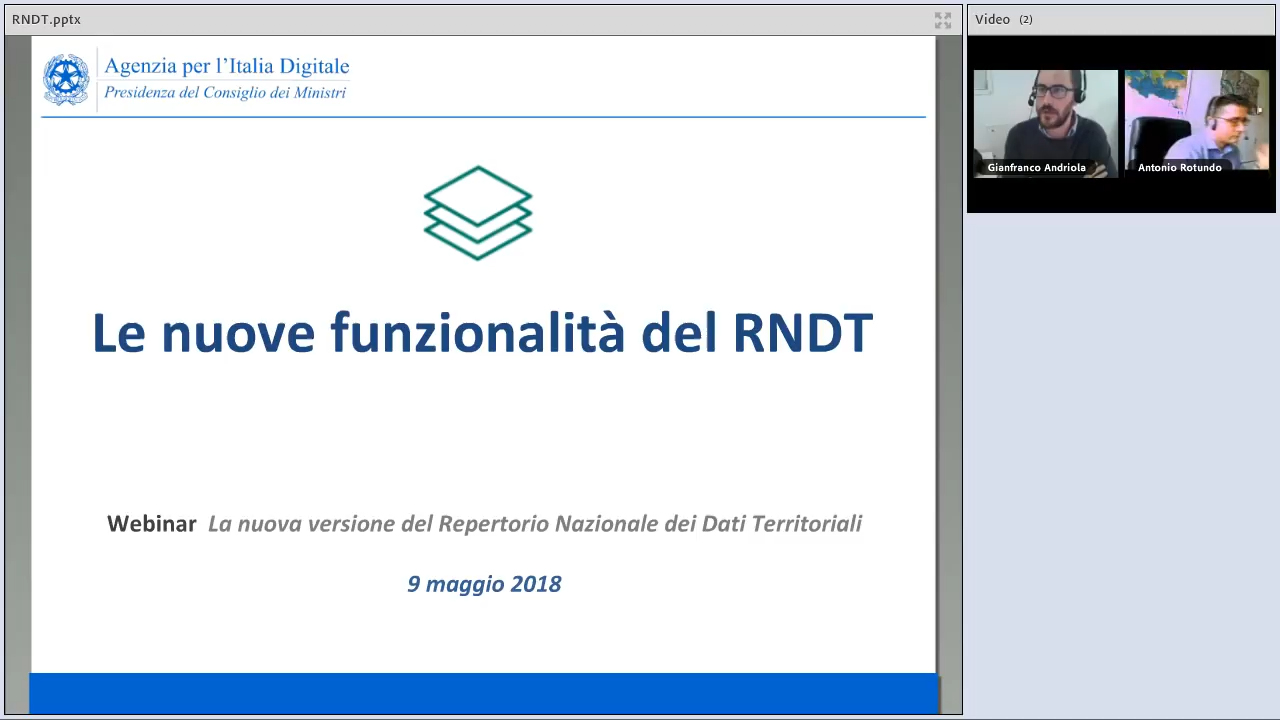 RNDT.pptx
Agenzia per l'Italia Digitale
Presidenza del Consiglio dei Ministri
Le nuove funzionalità del RNDT
Webinar La nuova versione del Repertorio Nazionale dei Dati Territoriali
9 maggio 2018
Video (2)
Gianfranco Andriola
Antonio Rotundo